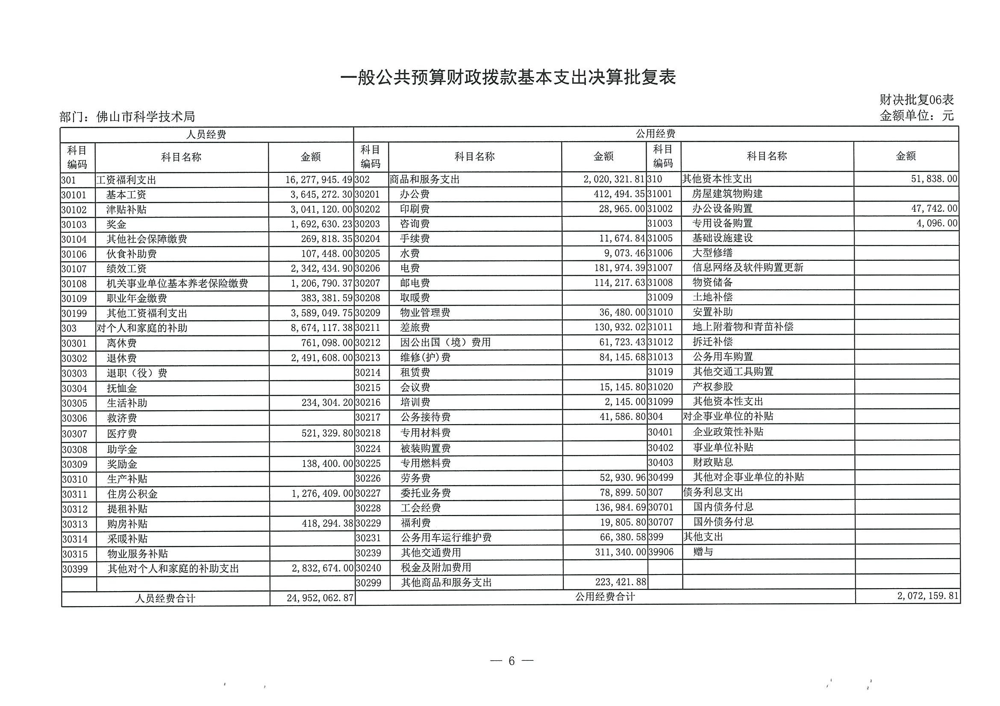 一般公共预算财政拨款基本支出决算批复表
财决批复06表
部门：佛山市科学技术局
金额单位：元
人员经费 公用经费
科目编码 科目名称 金额 科目编码 科目名称 金额 科目编码 科目名称 金额
301 工资福利支出 16,277,945.49 302 商品和服务支出 2,020,321.81 310 其他资本性支出 51,838.00
30101 基本工资 3,645,272.30 30201 办公费 412,494.35 31001 房屋建筑物购建
30102 津贴补贴 3,041,120.00 30202 印刷费 28,965.00 31002 办公设备购置 47,742.00
30103 奖金 1,692,630.23 30203 咨询费 31003 专用设备购置 4,096.00
30104 其他社会保障缴费 269,818.35 30204 手续费 11,674.84 31005 基础设施建设
30106 伙食补助费 107,448.00 30205 水费 9,073.46 31006 大型修缮
30107 绩效工资 2,342,434.90 30206 电费 181,974.39 31007 信息网络及软件购置更新
30108 机关事业单位基本养老保险缴费 1,206,790.37 30207 邮电费 114,217.63 31008 物资储备
30109 职业年金缴费 383,381.59 30208 取暖费 31009 土地补偿
30199 其他工资福利支出 3,589,049.75 30209 物业管理费 36,480.00 31010 安置补助
303 对个人和家庭的补助 8,674,117.38 30211 差旅费 130,932.02 31011 地上附着物和青苗补偿
30301 离休费 761,098.00 30212 因公出国（境）费用 61,723.43 31012 拆迁补偿
30302 退休费 2,491,608.00 30213 维修(护)费 84,145.68 31013 公务用车购置
30303 退职（役）费 30214 租赁费 31019 其他交通工具购置
30304 抚恤金 30215 会议费 15,145.80 31020 产权参股
30305 生活补助 234,304.20 30216 培训费 2,145.00 31099 其他资本性支出
30306 救济费 30217 公务接待费 41,586.80 304 对企事业单位的补贴
30307 医疗费 521,329.80 30218 专用材料费 30401 企业政策性补贴
30308 助学金 30224 被装购置费 30402 事业单位补贴
30309 奖励金 138,400.00 30225 专用燃料费 30403 财政贴息
30310 生产补贴 30226 劳务费 52,930.96 30499 其他对企事业单位的补贴
30311 住房公积金 1,276,409.00 30227 委托业务费 78,899.50 307 债务利息支出
30312 提租补贴 30228 工会经费 136,984.69 30701 国内债务付息
30313 购房补贴 418,294.38 30229 福利费 19,805.80 30707 国外债务付息
30314 采暖补贴 30231 公务用车运行维护费 66,380.58 399 其他支出
30315 物业服务补贴 30239 其他交通费用 311,340.00 39906 赠与
30399 其他对个人和家庭的补助支出 2,832,674.00 30240 税金及附加费用
30299 其他商品和服务支出 223,421.88
人员经费合计 24,952,062.87 公用经费合计 2,072,159.81
— 6 —